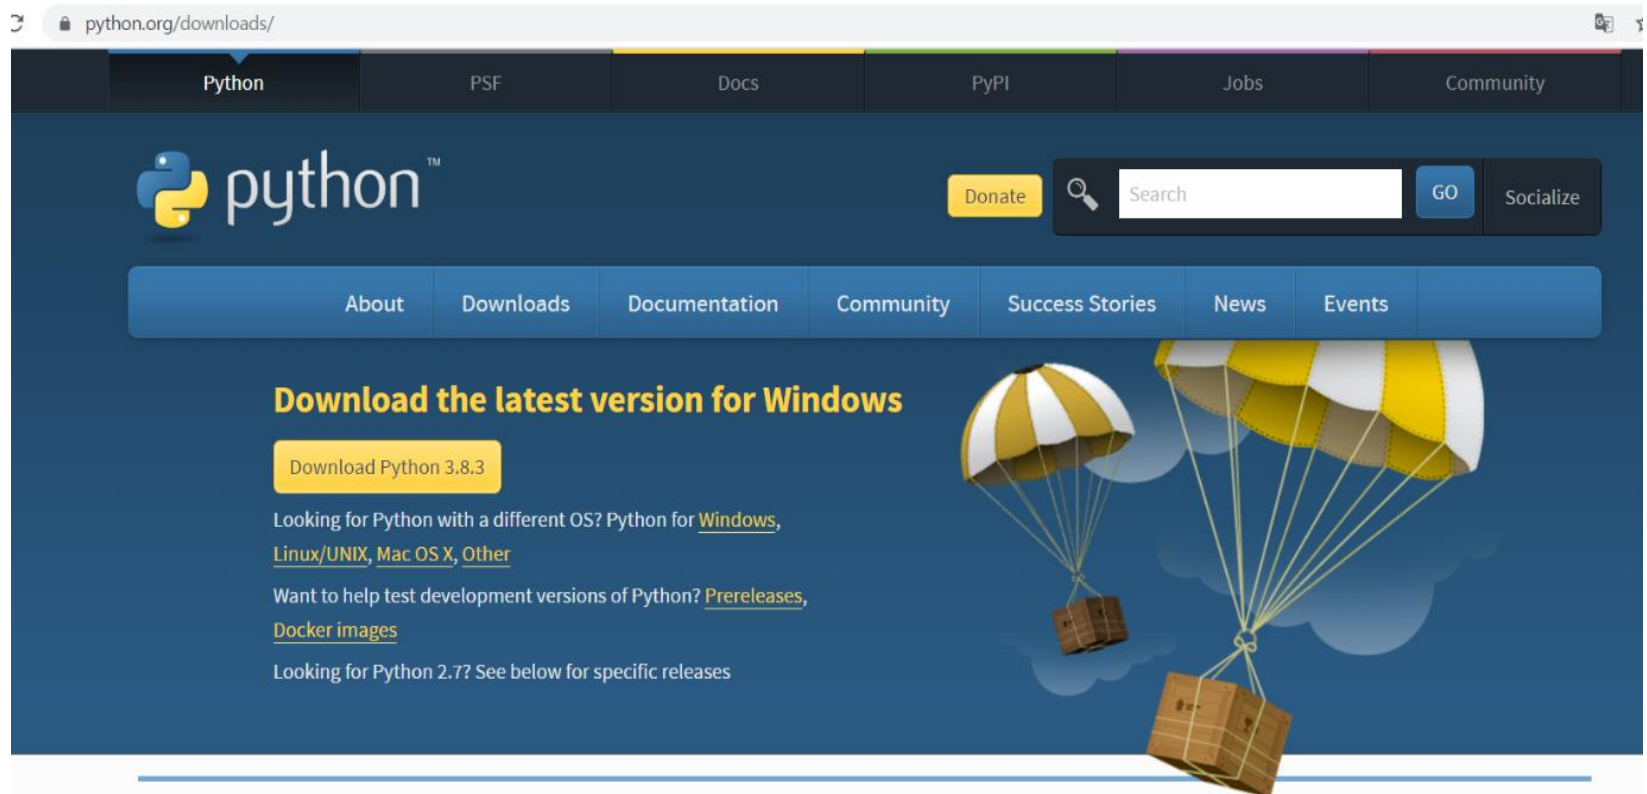 python.org/downloads/
Python PSF Docs PyPI Jobs Community
python™
Donate Search GO Socialize
About Downloads Documentation Community Success Stories News Events
Download the latest version for Windows
Download Python 3.8.3
Looking for Python with a different OS? Python for Windows,
Linux/UNIX, Mac OS X, Other
Want to help test development versions of Python? Prereleases,
Docker images
Looking for Python 2.7? See below for specific releases